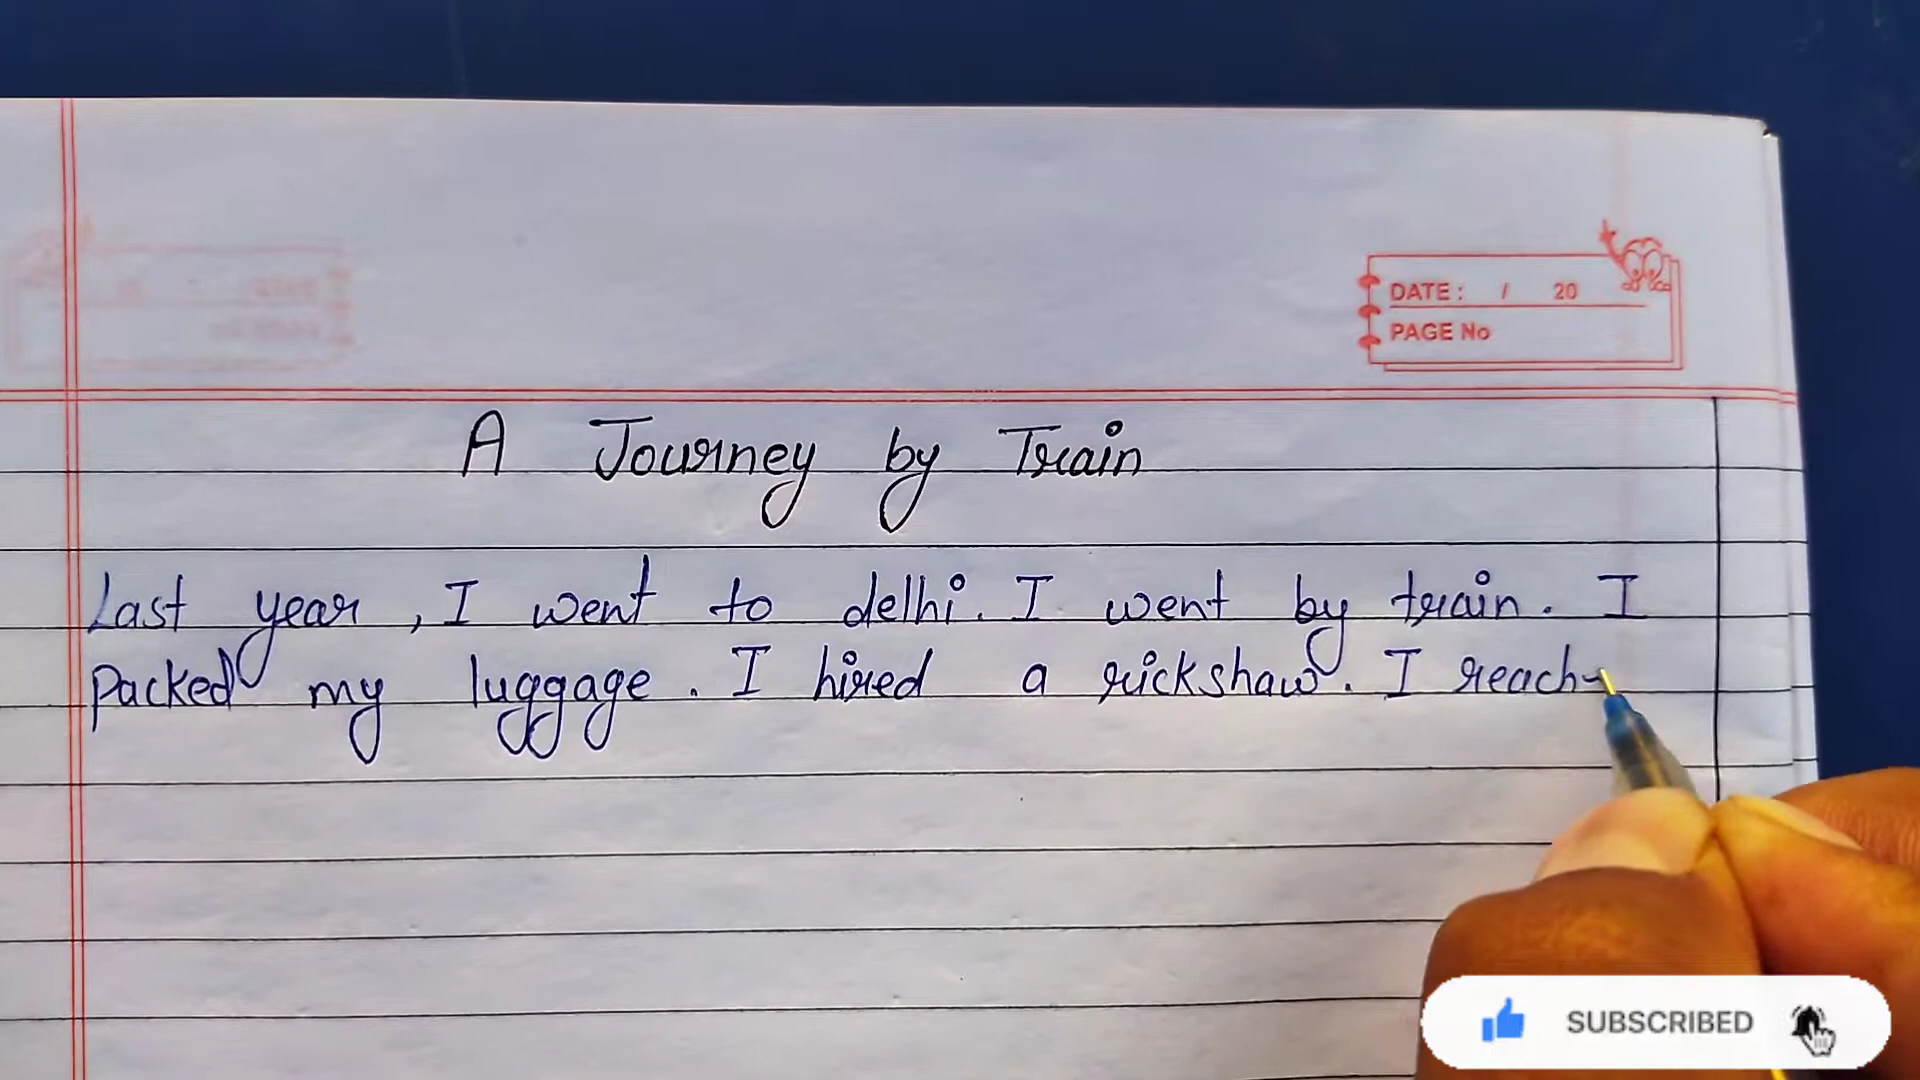 DATE: / 20
PAGE No
A Journey by Train
Last year, I went to delhi. I went by train. I
packed my luggage. I hired a rickshaw. I reach
SUBSCRIBED